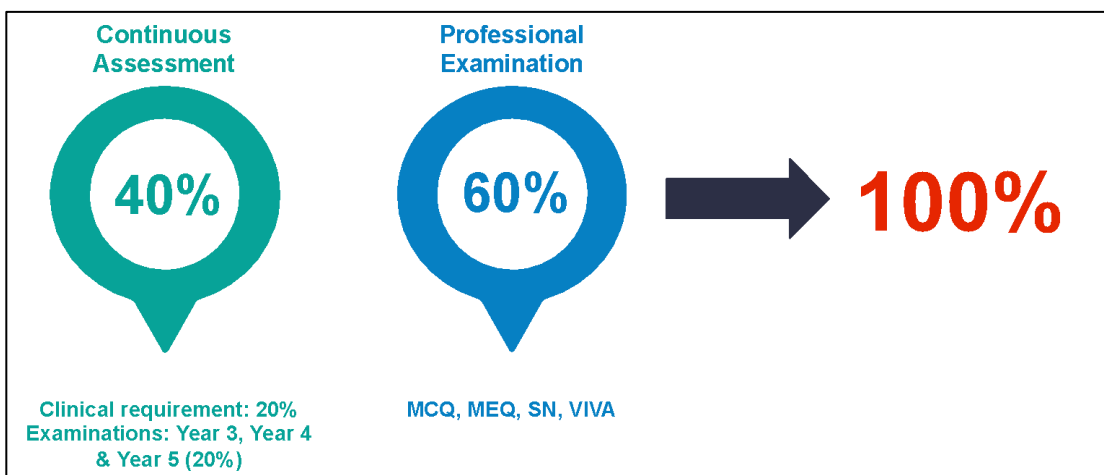 Continuous
Assessment
40%
Clinical requirement: 20%
Examinations: Year 3, Year 4
& Year 5 (20%)
Professional
Examination
60%
MCQ, MEQ, SN, VIVA
100%